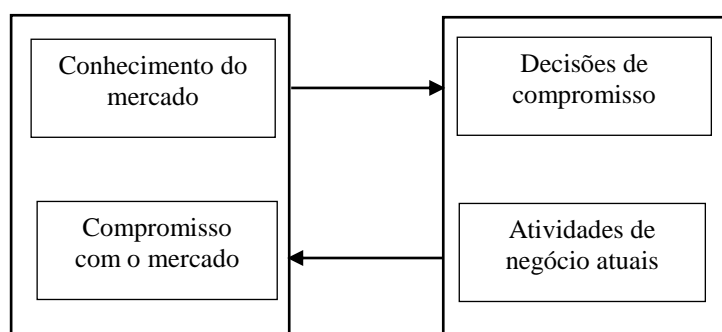 Conhecimento do
mercado
Decisões de
compromisso
Compromisso
com o mercado
Atividades de
negócio atuais